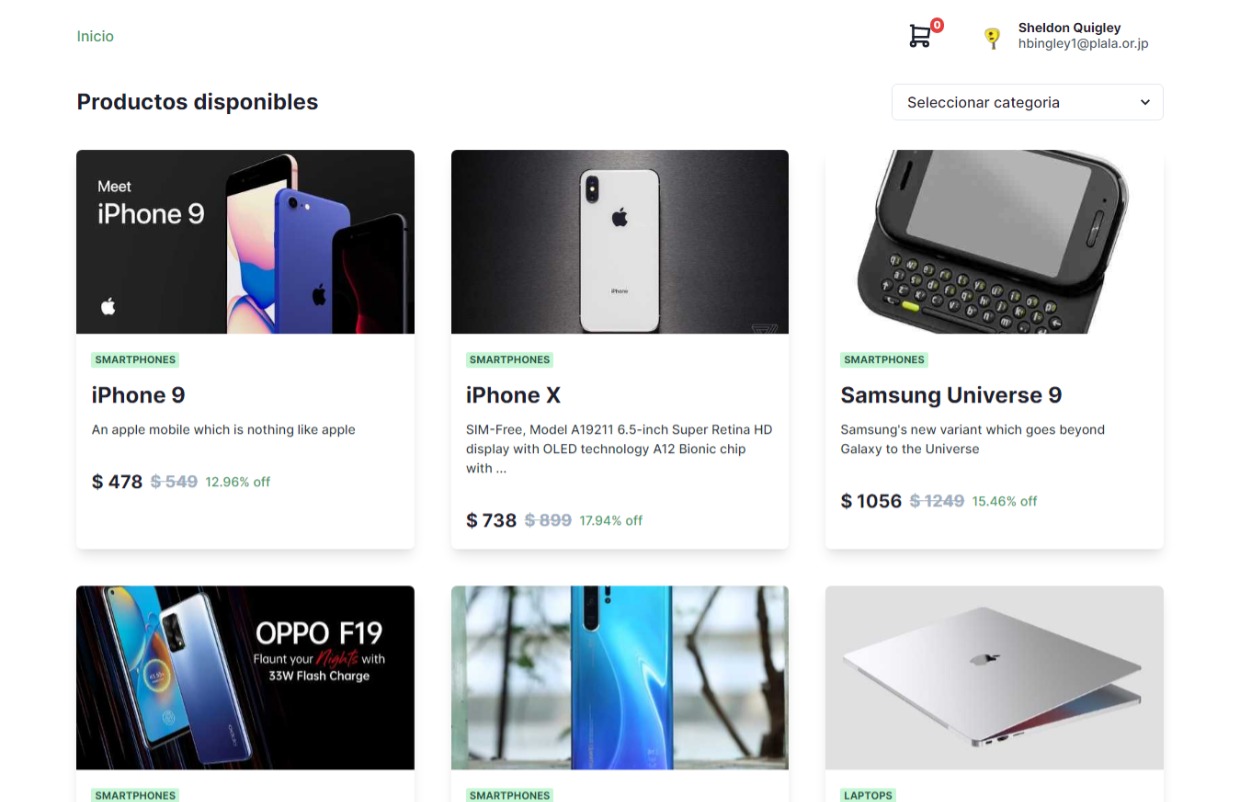 Inicio
0
Sheldon Quigley
hbingley1@plala.or.jp
Productos disponibles
Seleccionar categoria
Meet
iPhone 9
iPhone
SMARTPHONES
iPhone 9
An apple mobile which is nothing like apple
$ 478 $ 549 12.96% off
SMARTPHONES
iPhone X
SIM-Free, Model A19211 6.5-inch Super Retina HD
display with OLED technology A12 Bionic chip
with ...
$ 738 $ 899 17.94% off
SMARTPHONES
Samsung Universe 9
Samsung's new variant which goes beyond
Galaxy to the Universe
$ 1056 $ 1249 15.46% off
OPPO F19
Flaunt your Nights with
33W Flash Charge
SMARTPHONES
SMARTPHONES
LAPTOPS